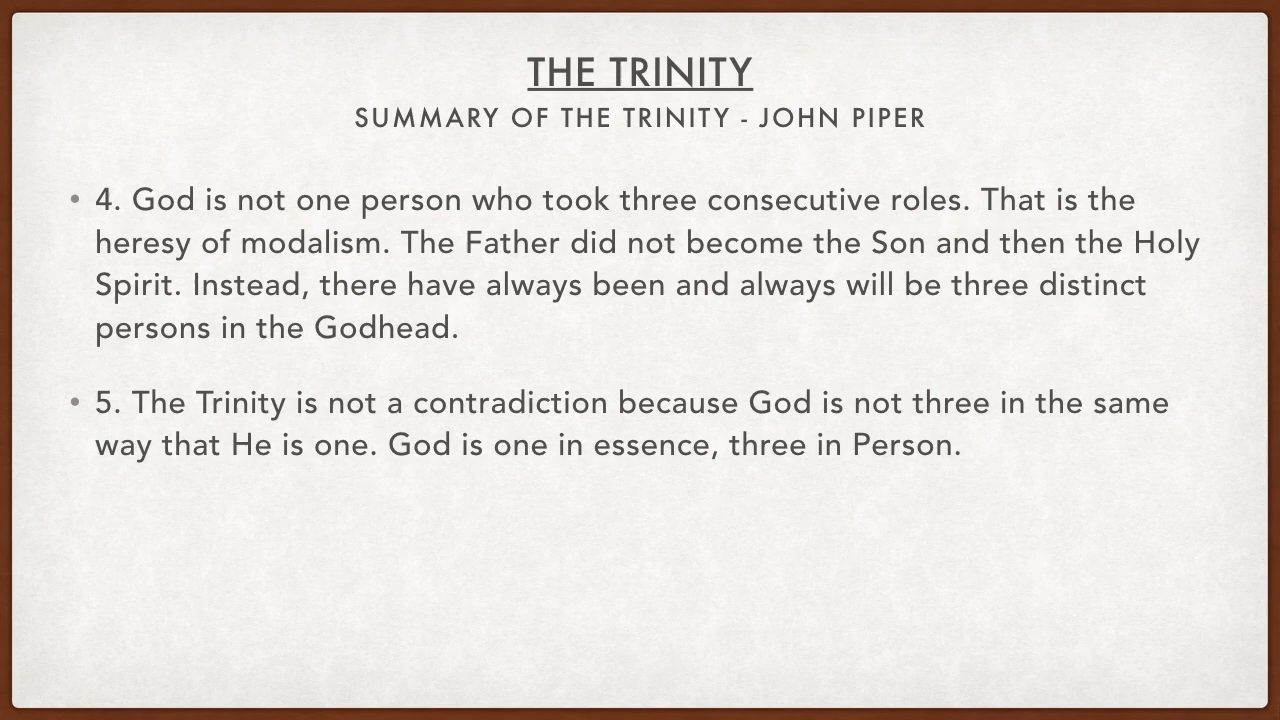 THE TRINITY
SUMMARY OF THE TRINITY - JOHN PIPER
• 4. God is not one person who took three consecutive roles. That is the
heresy of modalism. The Father did not become the Son and then the Holy
Spirit. Instead, there have always been and always will be three distinct
persons in the Godhead.
• 5. The Trinity is not a contradiction because God is not three in the same
way that He is one. God is one in essence, three in Person.